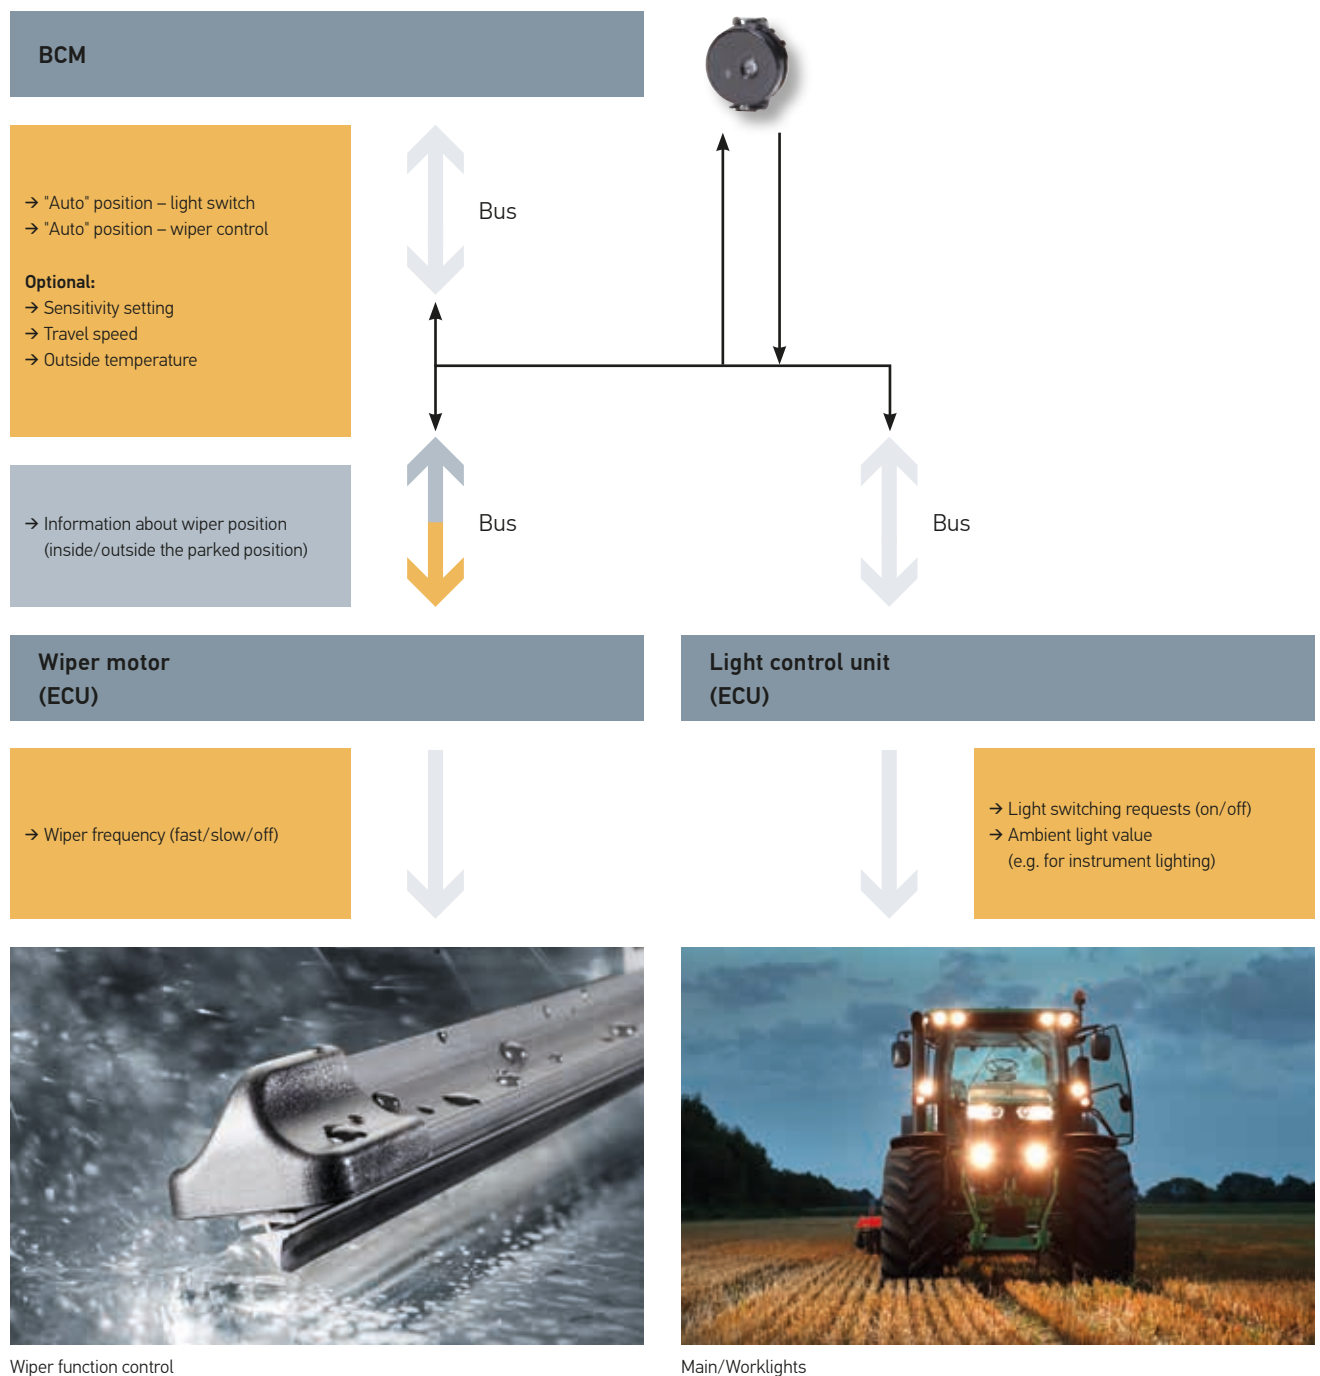 BCM
→ "Auto" position – light switch
→ "Auto" position – wiper control
Optional:
→ Sensitivity setting
→ Travel speed
→ Outside temperature
Bus
→ Information about wiper position
(inside/outside the parked position)
Bus
Bus
Wiper motor
(ECU)
Light control unit
(ECU)
→ Wiper frequency (fast/slow/off)
→ Light switching requests (on/off)
→ Ambient light value
(e.g. for instrument lighting)
Wiper function control
Main/Worklights